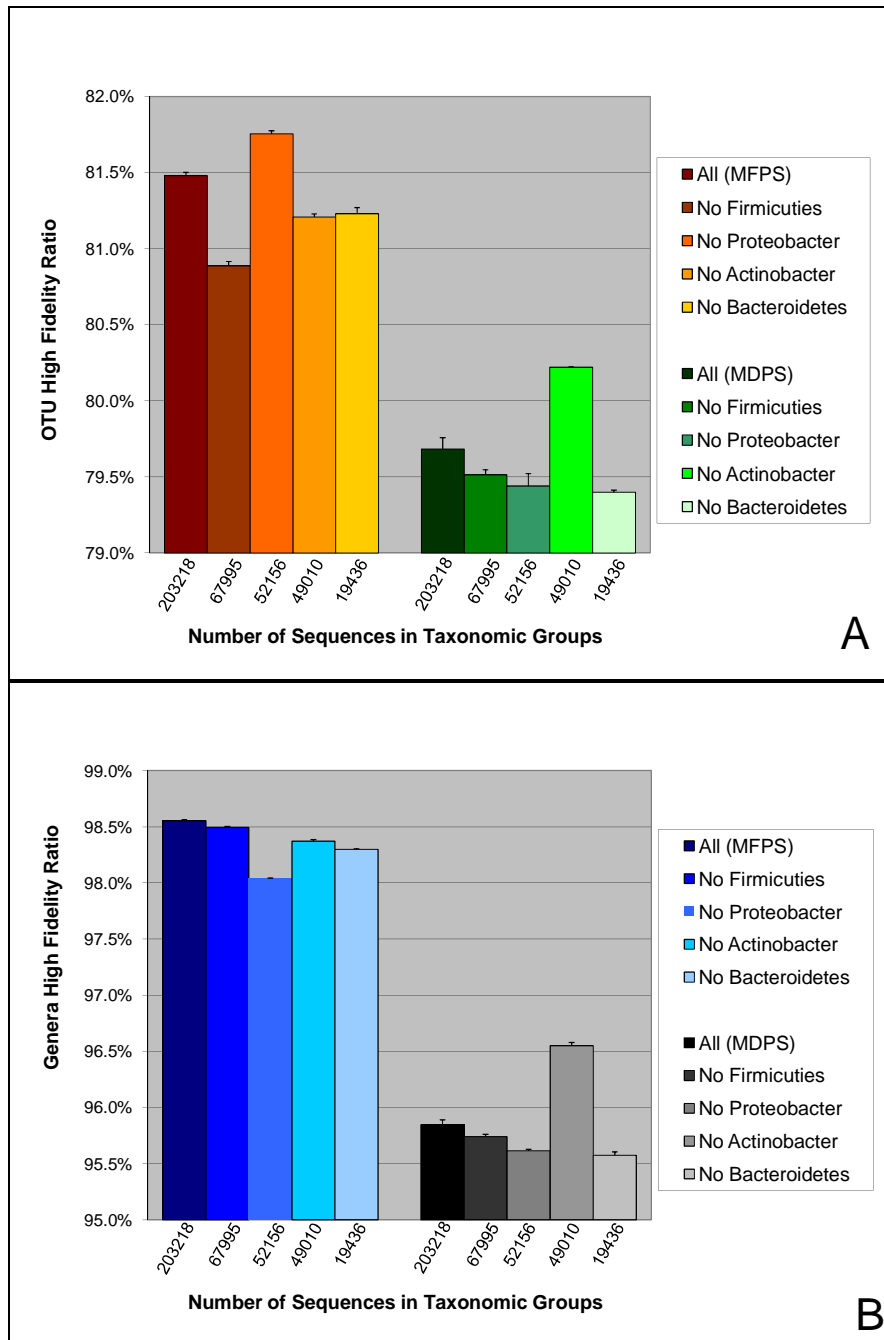 82.0%
81.5%
81.0%
80.5%
80.0%
79.5%
79.0%
OTU High Fidelity Ratio
203218
67995
52156
49010
19436
203218
67995
52156
49010
19436
Number of Sequences in Taxonomic Groups
All (MFPS)
No Firmicuties
No Proteobacter
No Actinobacter
No Bacteroidetes
All (MDPS)
No Firmicuties
No Proteobacter
No Actinobacter
No Bacteroidetes
A
99.0%
98.5%
98.0%
97.5%
97.0%
96.5%
96.0%
95.5%
95.0%
Genera High Fidelity Ratio
203218
67995
52156
49010
19436
203218
67995
52156
49010
19436
Number of Sequences in Taxonomic Groups
All (MFPS)
No Firmicuties
No Proteobacter
No Actinobacter
No Bacteroidetes
All (MDPS)
No Firmicuties
No Proteobacter
No Actinobacter
No Bacteroidetes
B